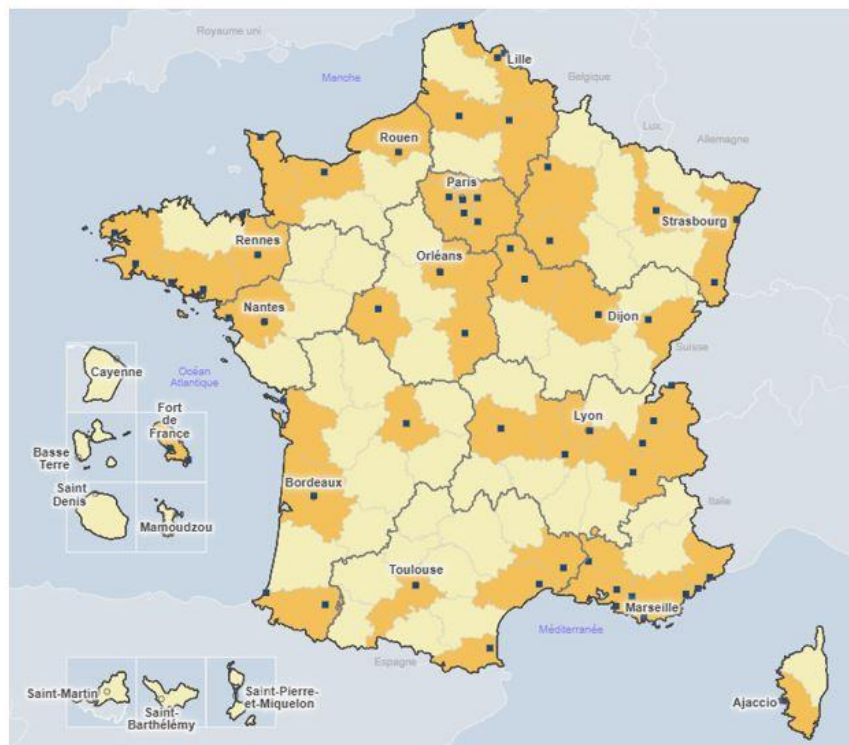 Royaume uni
Manche
Lille
Belgique
Lux.
Allemagne
Rouen
Paris
Strasbourg
Rennes
Orléans
Nantes
Dijon
Suisse
Océan
Atlantique
Cayenne
Fort de
France
Basse
Terre
Lyon
Saint
Denis
Mamoudzou
Bordeaux
Italie
Toulouse
Marseille
Méditerranée
Espagne
Saint-Martin
Saint-
Barthélémy
Saint-Pierre-
et-Miquelon
Ajaccio